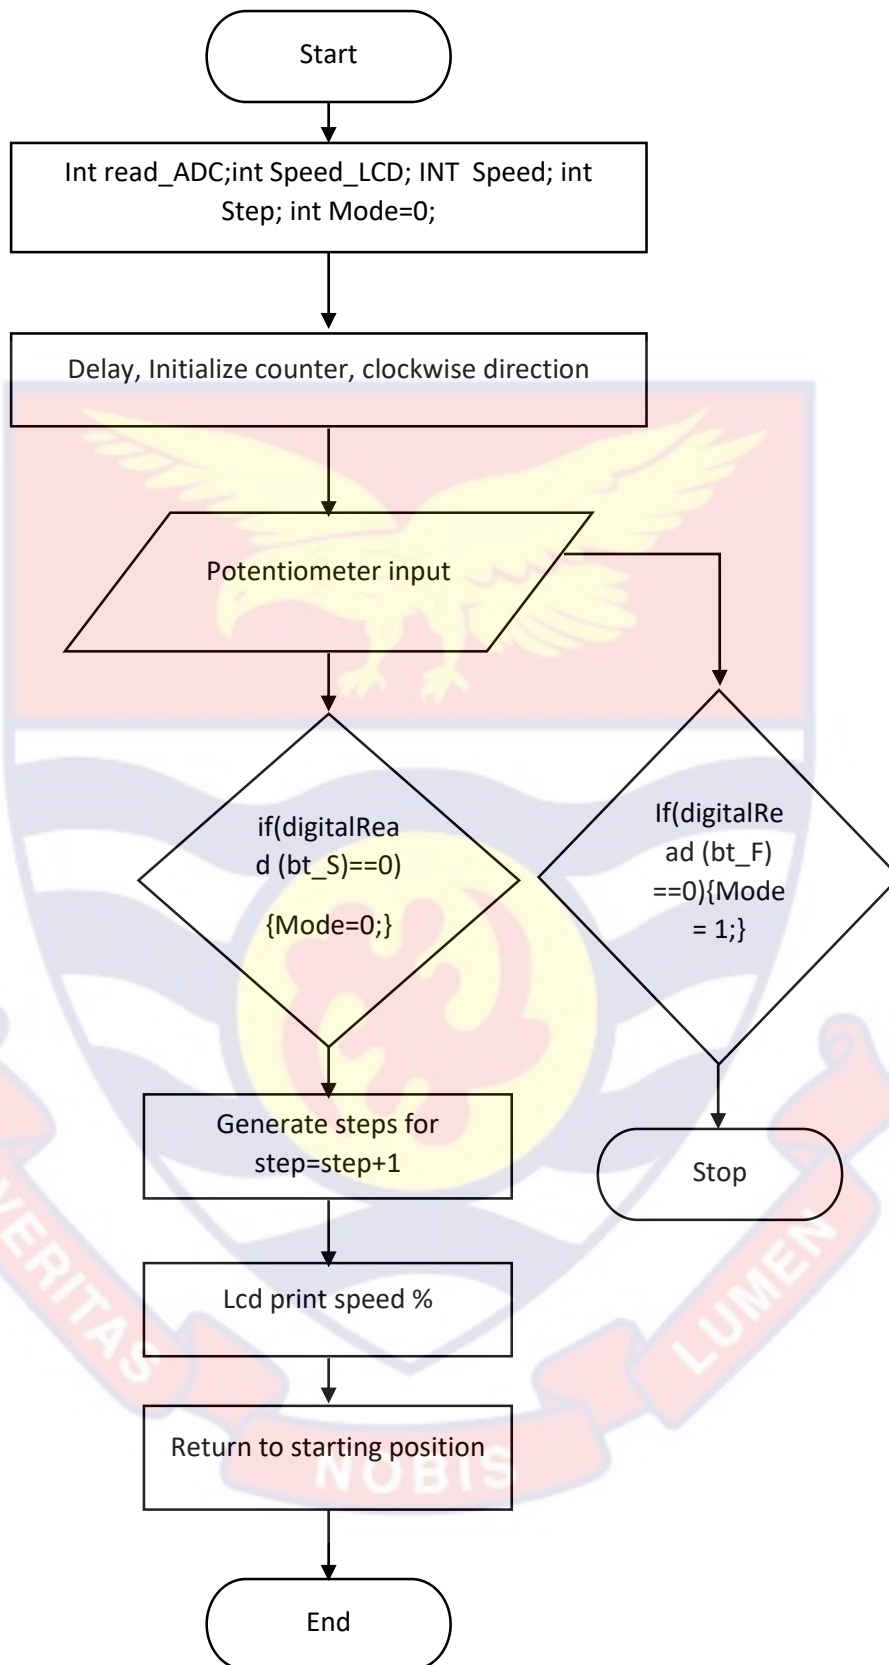 Start
Int read_ADC;int Speed_LCD; INT  Speed; int
Step; int Mode=0;
Delay, Initialize counter, clockwise direction
Potentiometer input
if(digitalRea
d (bt_S)==0)
{Mode=0;}
If(digitalRe
ad (bt_F)
==0){Mode
= 1;}
Generate steps for
step=step+1
Stop
Lcd print speed %
Return to starting position
End
VERITAS
NOBIS
LUMEN